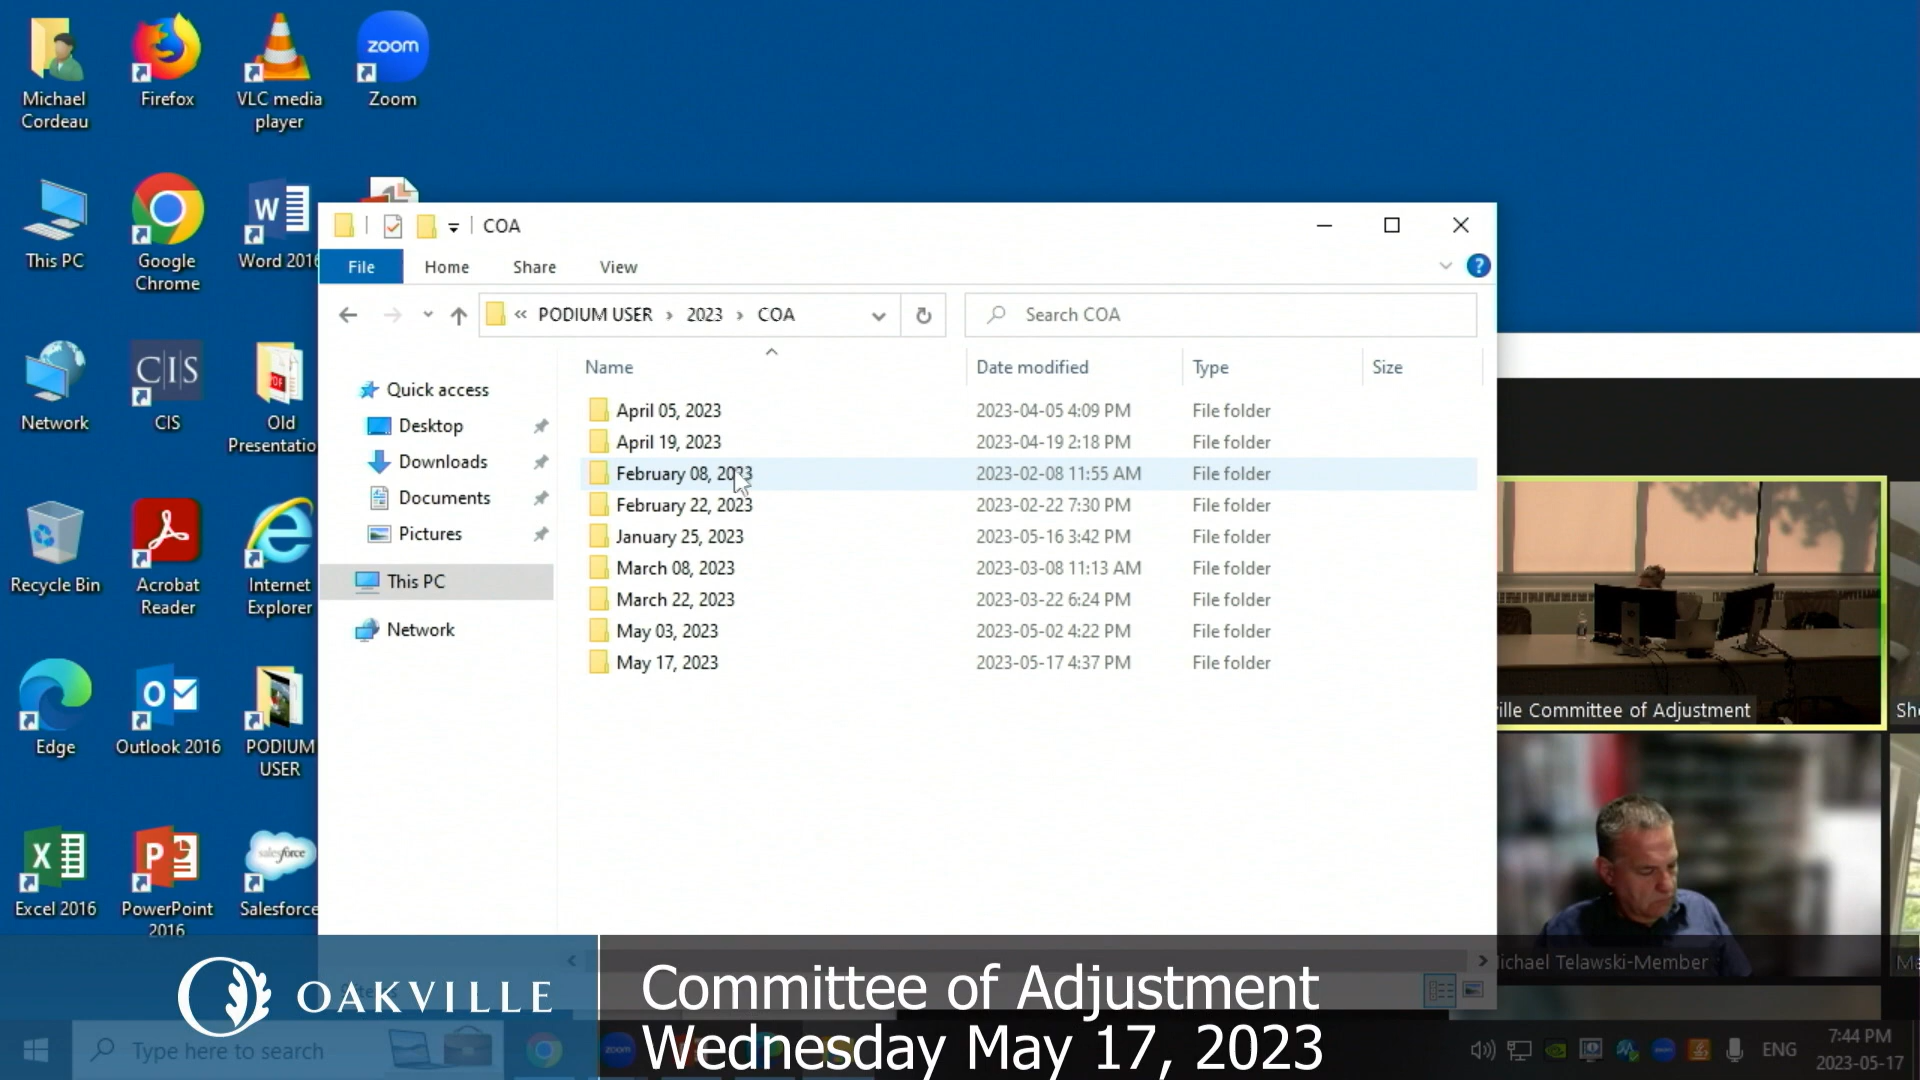 Michael
Cordeau
Firefox
VLC media
player
zoom
Zoom
This PC
Google
Chrome
W
Word 2016
Network
C|I|S
CIS
PDF
Old
Presentatio
Recycle Bin
Acrobat
Reader
Internet
Explorer
Edge
Outlook 2016
PODIUM
USER
Excel 2016
PowerPoint
2016
salesforce
Salesforce
COA
File
Home
Share
View
?
« PODIUM USER › 2023 › COA
Search COA
Name
Date modified
Type
Size
Quick access
Desktop
Downloads
Documents
Pictures
This PC
Network
April 05, 2023 2023-04-05 4:09 PM File folder
April 19, 2023 2023-04-19 2:18 PM File folder
February 08, 2023 2023-02-08 11:55 AM File folder
February 22, 2023 2023-02-22 7:30 PM File folder
January 25, 2023 2023-05-16 3:42 PM File folder
March 08, 2023 2023-03-08 11:13 AM File folder
March 22, 2023 2023-03-22 6:24 PM File folder
May 03, 2023 2023-05-02 4:22 PM File folder
May 17, 2023 2023-05-17 4:37 PM File folder
ville Committee of Adjustment
Sh
ichael Telawski-Member
Ma
OAKVILLE
Committee of Adjustment
Wednesday May 17, 2023
Type here to search
zoom
ENG
7:44 PM
2023-05-17